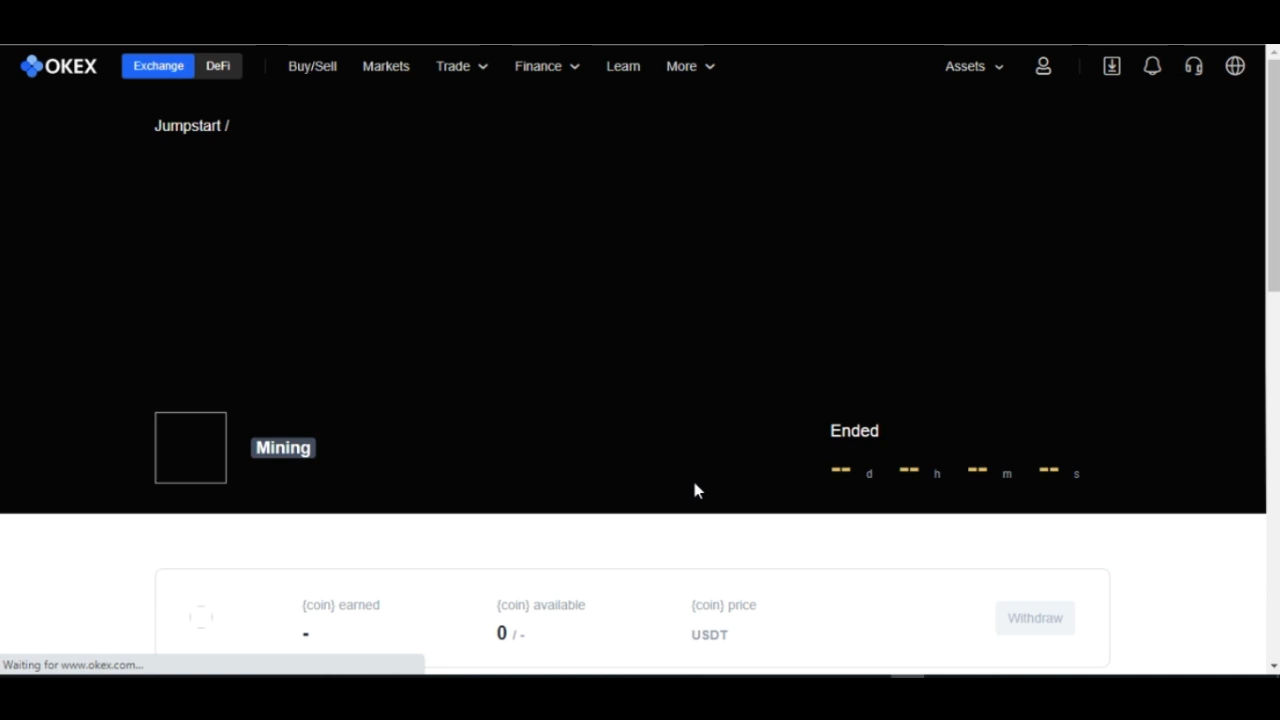 OKEX Exchange DeFi Buy/Sell Markets Trade Finance Learn More Assets
Jumpstart /
Mining
Ended
-- d -- h -- m -- s
{coin} earned {coin} available {coin} price
- 0 / - USDT
Withdraw
Waiting for www.okex.com...